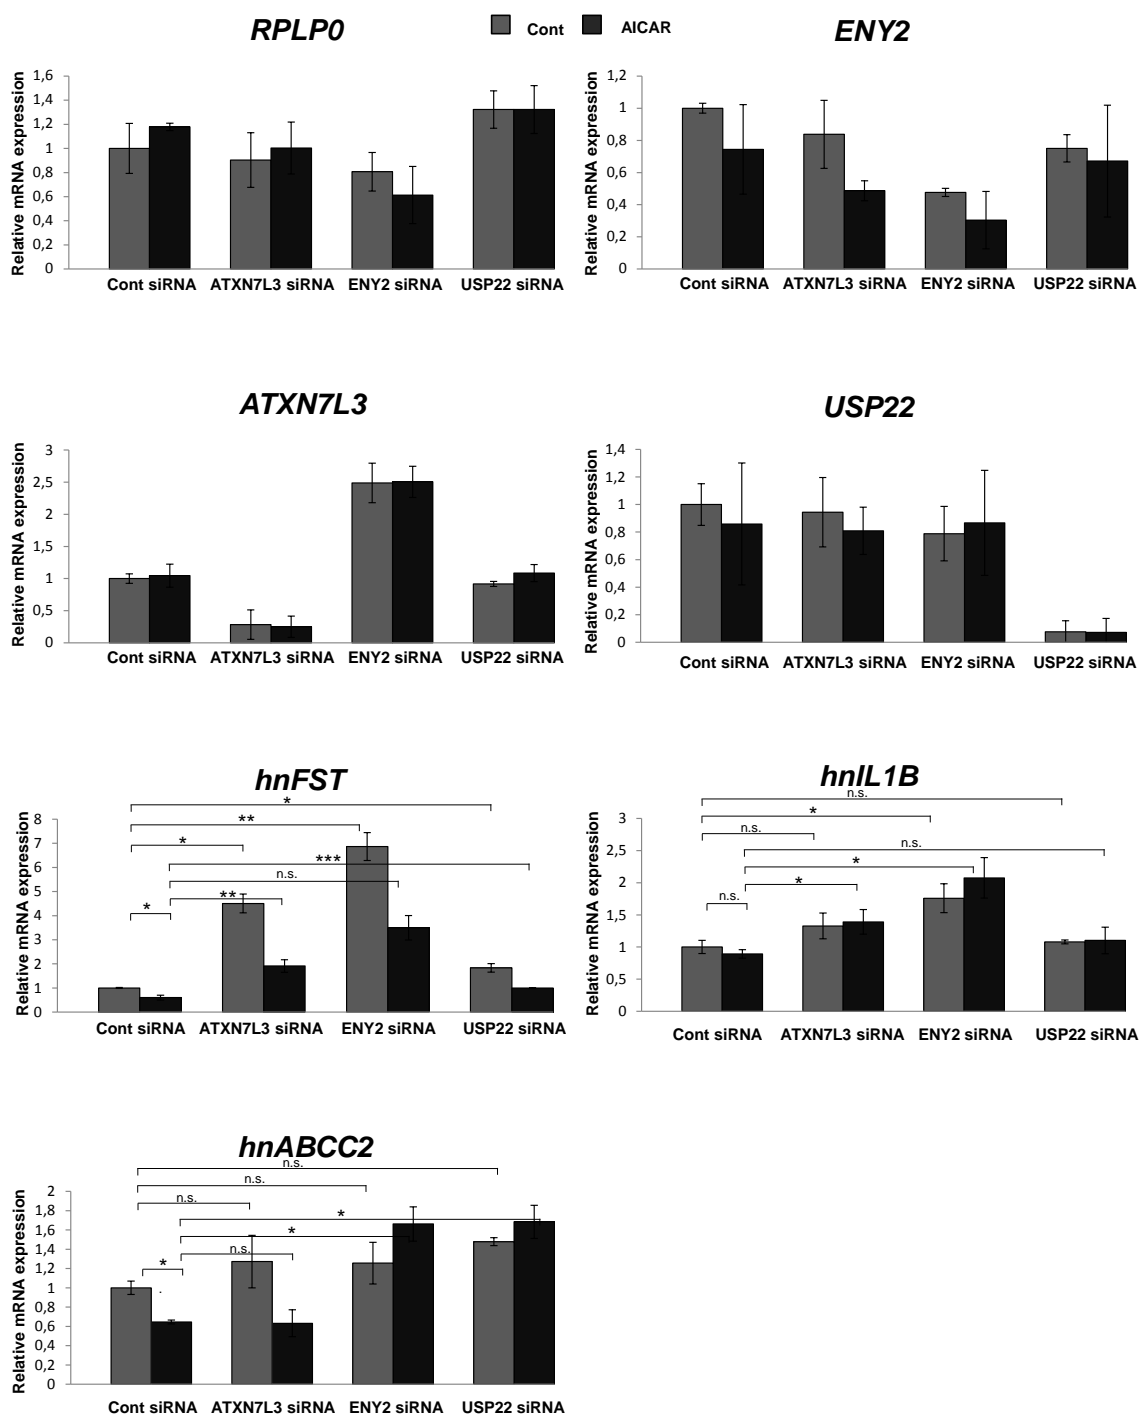 RPLP0
Cont
AICAR
ENY2
Relative mRNA expression
1,6
1,4
1,2
1
0,8
0,6
0,4
0,2
0
Cont siRNA
ATXN7L3 siRNA
ENY2 siRNA
USP22 siRNA
Relative mRNA expression
1,2
1
0,8
0,6
0,4
0,2
0
Cont siRNA
ATXN7L3 siRNA
ENY2 siRNA
USP22 siRNA
ATXN7L3
Relative mRNA expression
3
2,5
2
1,5
1
0,5
0
Cont siRNA
ATXN7L3 siRNA
ENY2 siRNA
USP22 siRNA
USP22
Relative mRNA expression
1,4
1,2
1
0,8
0,6
0,4
0,2
0
Cont siRNA
ATXN7L3 siRNA
ENY2 siRNA
USP22 siRNA
hnFST
*
**
*
***
n.s.
**
*
Relative mRNA expression
8
7
6
5
4
3
2
1
0
Cont siRNA
ATXN7L3 siRNA
ENY2 siRNA
USP22 siRNA
hnIL1B
n.s.
*
n.s.
n.s.
*
*
n.s.
Relative mRNA expression
3
2,5
2
1,5
1
0,5
0
Cont siRNA
ATXN7L3 siRNA
ENY2 siRNA
USP22 siRNA
hnABCC2
n.s.
n.s.
n.s.
*
*
n.s.
*
Relative mRNA expression
2
1,8
1,6
1,4
1,2
1
0,8
0,6
0,4
0,2
0
Cont siRNA
ATXN7L3 siRNA
ENY2 siRNA
USP22 siRNA